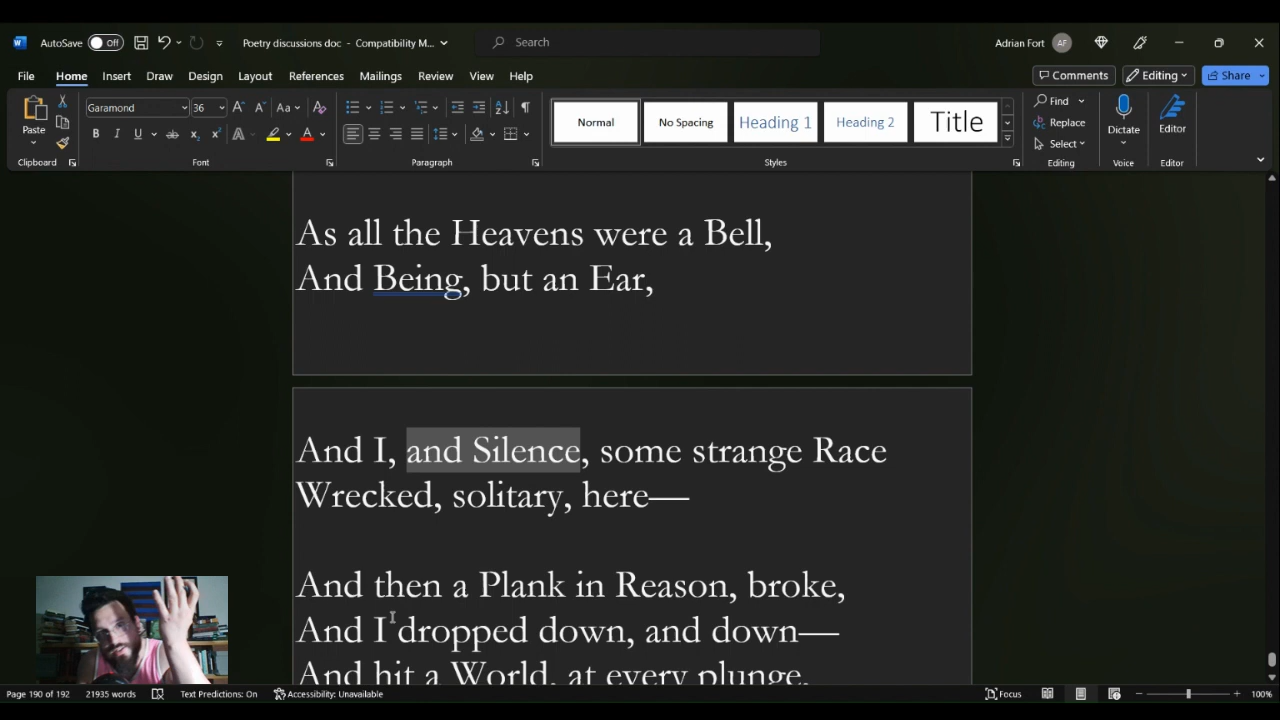 AutoSave Off Poetry discussions doc - Compatibility M... Search Adrian Fort AF
File Home Insert Draw Design Layout References Mailings Review View Help Comments Editing Share
Paste Garamond 36 Aa Normal No Spacing Heading 1 Heading 2 Title Find Replace Select Dictate Editor
Clipboard Font Paragraph Styles Editing Voice Editor
As all the Heavens were a Bell,
And Being, but an Ear,
And I, and Silence, some strange Race
Wrecked, solitary, here—
And then a Plank in Reason, broke,
And I dropped down, and down—
And hit a World, at every plunge,
Page 190 of 192 21935 words Text Predictions: On Accessibility: Unavailable Focus 100%